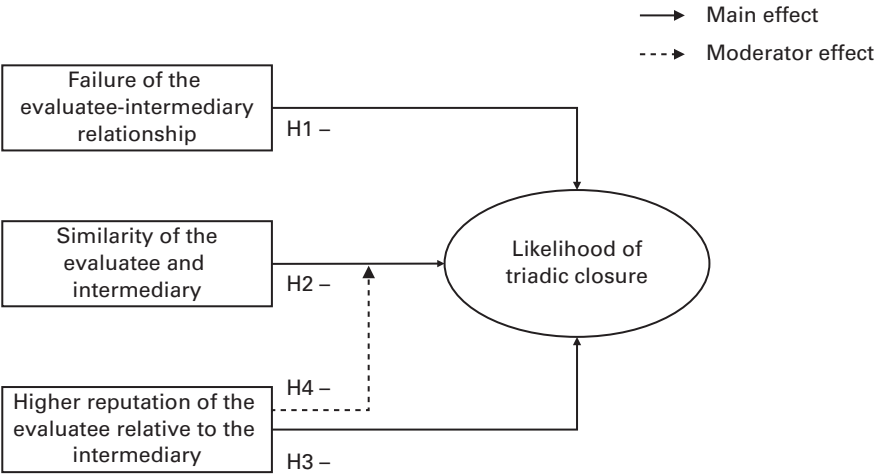 Main effect
Moderator effect
Failure of the
evaluatee-intermediary
relationship
H1 –
Similarity of the
evaluatee and
intermediary
H2 –
Likelihood of
triadic closure
H4 –
Higher reputation of the
evaluatee relative to the
intermediary
H3 –